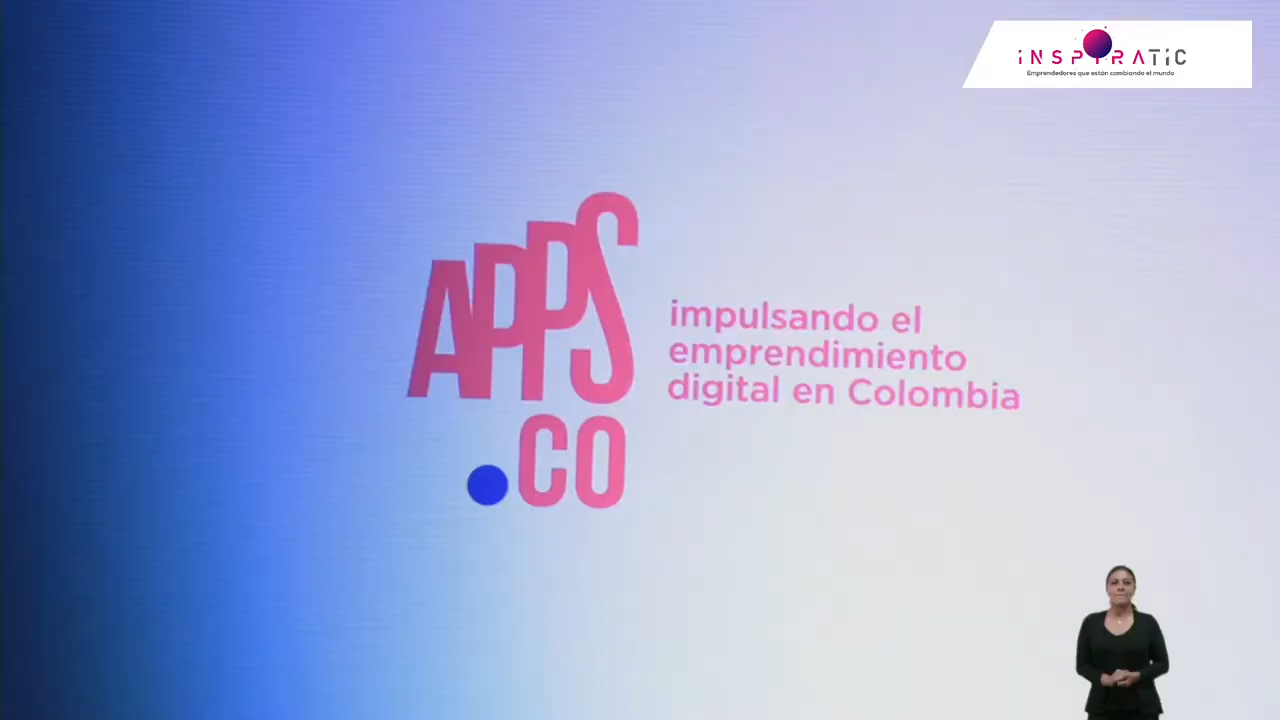 INSPIRATIC
Emprendedores que están cambiando el mundo
APPS
.CO
impulsando el
emprendimiento
digital en Colombia